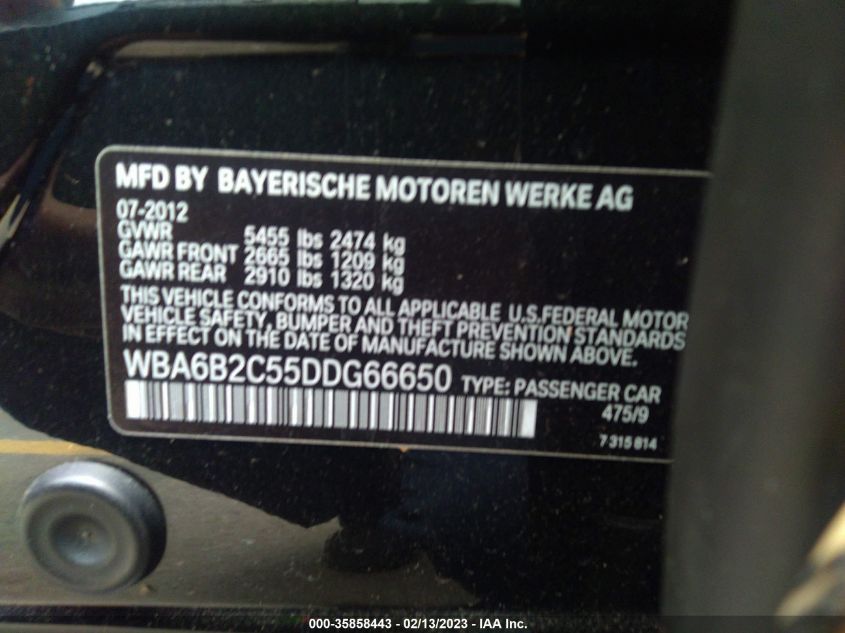 MFD BY BAYERISCHE MOTOREN WERKE AG
07-2012
GVWR 5455 lbs 2474 kg
GAWR FRONT 2665 lbs 1209 kg
GAWR REAR 2910 lbs 1320 kg
THIS VEHICLE CONFORMS TO ALL APPLICABLE U.S.FEDERAL MOTOR
VEHICLE SAFETY, BUMPER AND THEFT PREVENTION STANDARDS
IN EFFECT ON THE DATE OF MANUFACTURE SHOWN ABOVE.
WBA6B2C55DDG66650 TYPE: PASSENGER CAR
475/9
7 315 814
000-35858443 - 02/13/2023 - IAA Inc.